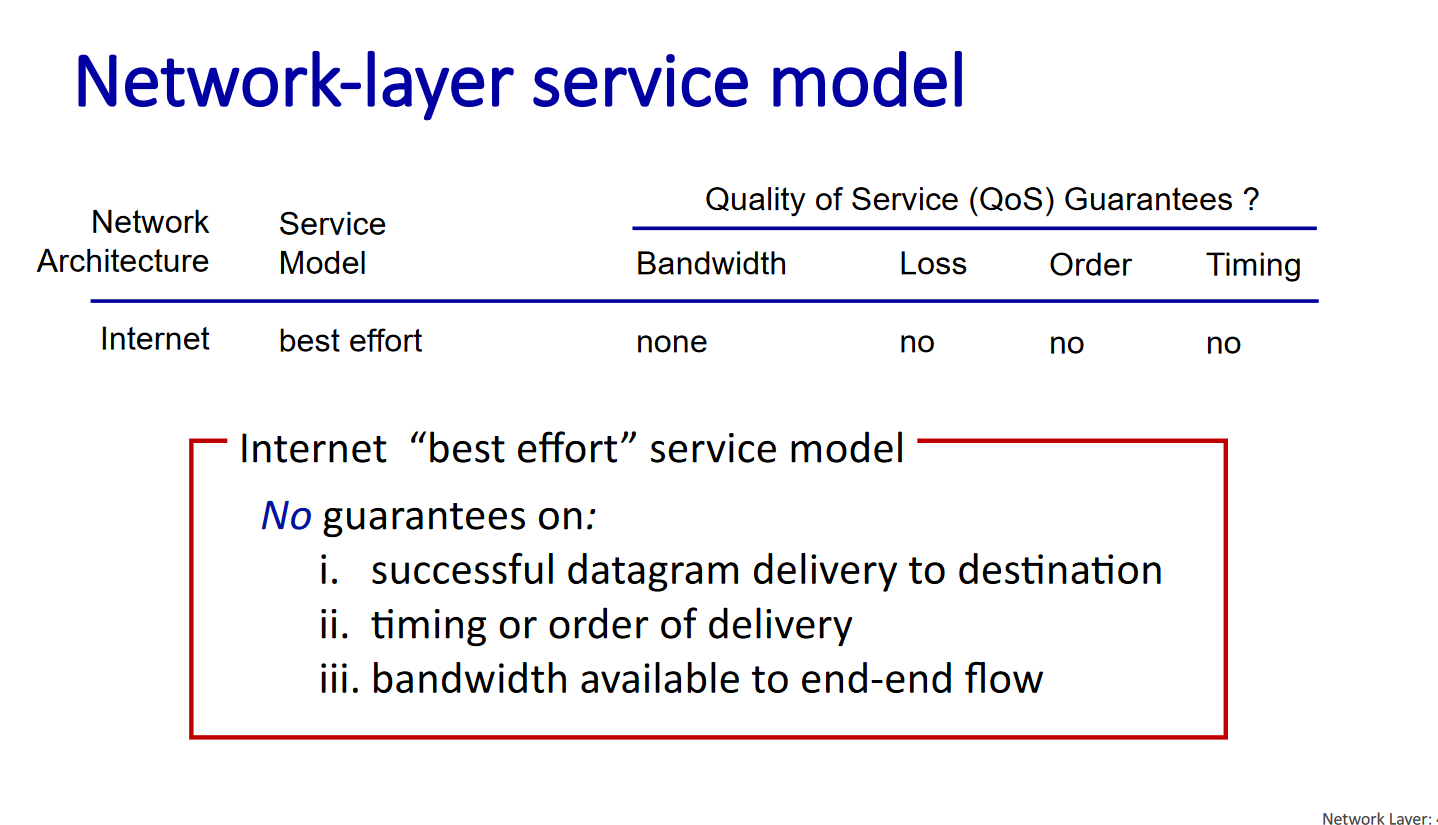 Network-layer service model
Quality of Service (QoS) Guarantees ?
Network Architecture
Service Model
Bandwidth Loss Order Timing
Internet best effort none no no no
Internet “best effort” service model
No guarantees on:
i. successful datagram delivery to destination
ii. timing or order of delivery
iii. bandwidth available to end-end flow
Network Layer: